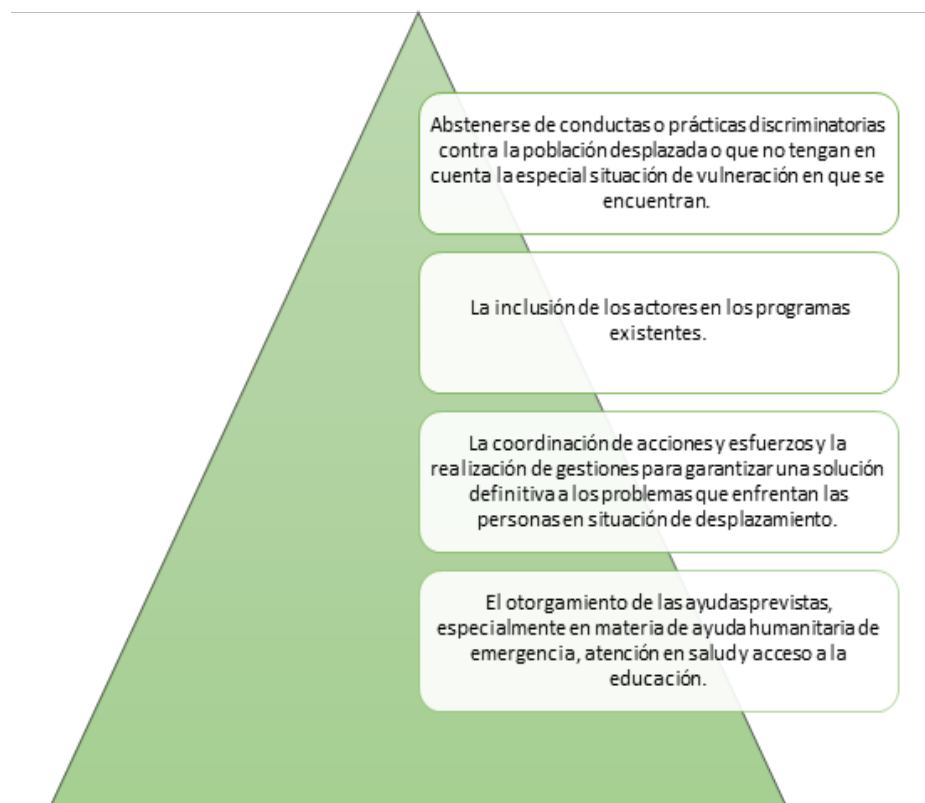 Abstenerse de conductas o prácticas discriminatorias
contra la población desplazada o que no tengan en
cuenta la especial situación de vulneración en que se
encuentran.
La inclusión de los actores en los programas
existentes.
La coordinación de acciones y esfuerzos y la
realización de gestiones para garantizar una solución
definitiva a los problemas que enfrentan las
personas en situación de desplazamiento.
El otorgamiento de las ayudas previstas,
especialmente en materia de ayuda humanitaria de
emergencia, atención en salud y acceso a la
educación.